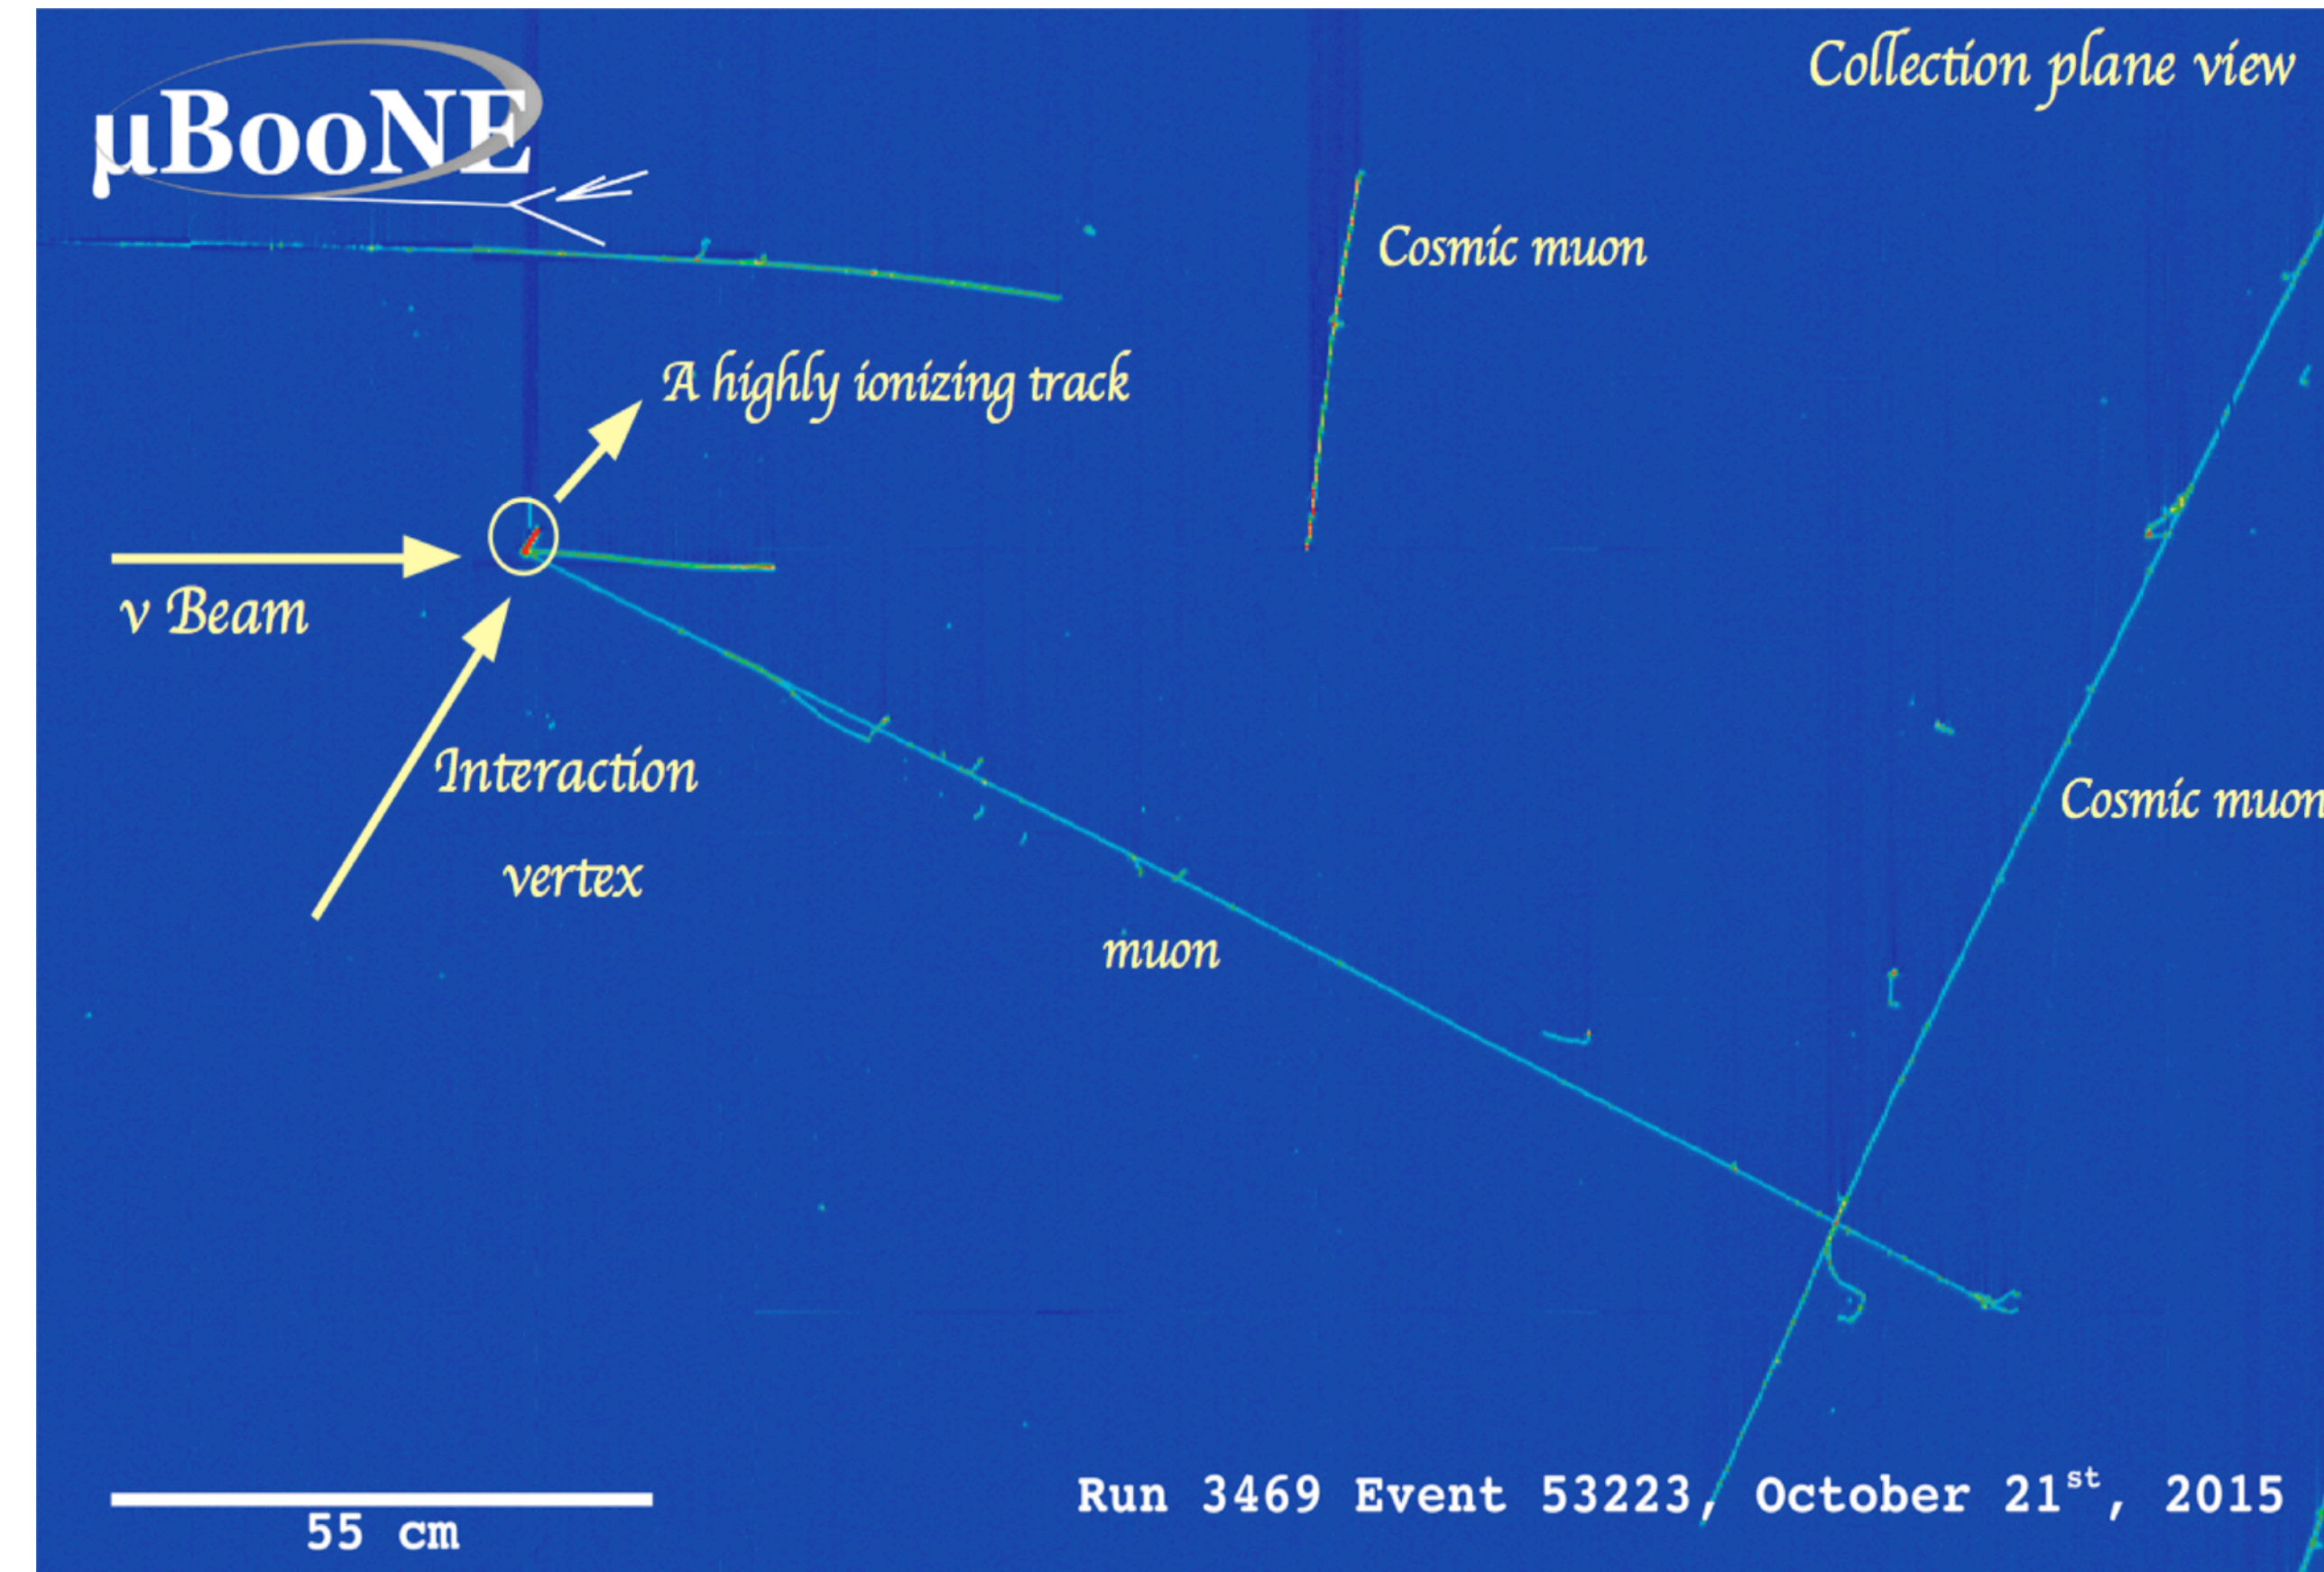 µBooNE
Collection plane view
Cosmic muon
A highly ionizing track
ν Beam
Interaction
vertex
Cosmic muon
muon
Run 3469 Event 53223, October 21st, 2015
55 cm